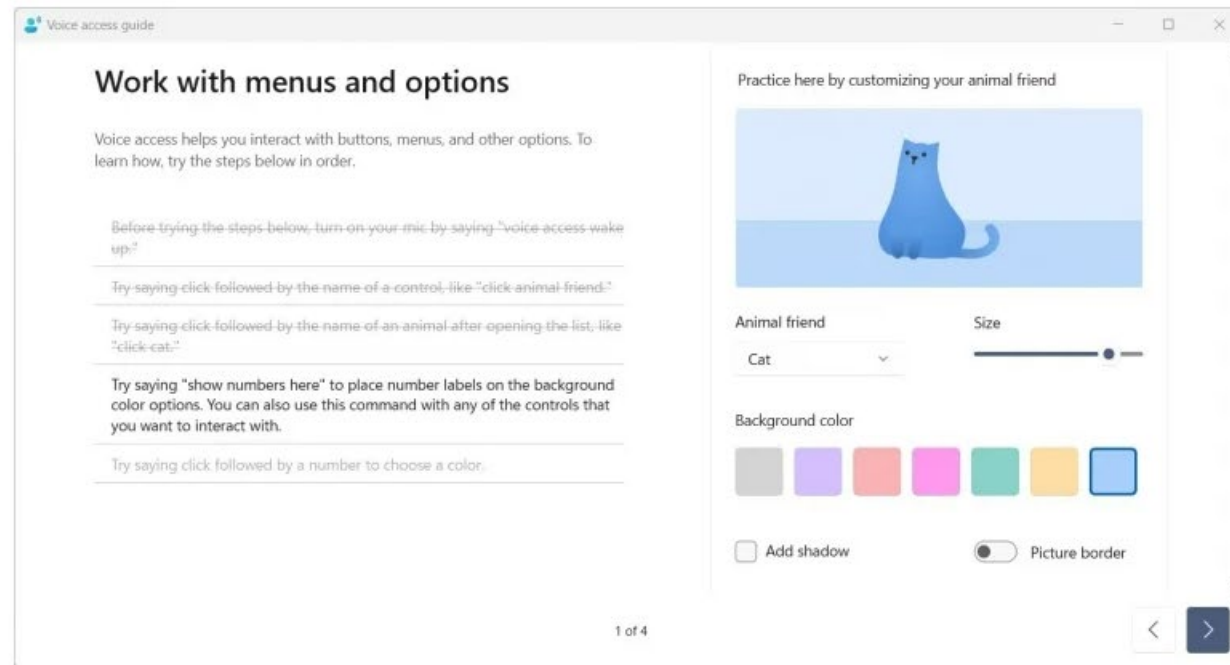 Voice access guide
Work with menus and options
Voice access helps you interact with buttons, menus, and other options. To
learn how, try the steps below in order.
Before trying the steps below, turn on your mic by saying "voice access wake
up."
Try saying click followed by the name of a control, like "click animal friend."
Try saying click followed by the name of an animal after opening the list, like
"click cat."
Try saying "show numbers here" to place number labels on the background
color options. You can also use this command with any of the controls that
you want to interact with.
Try saying click followed by a number to choose a color.
Practice here by customizing your animal friend
Animal friend
Size
Cat
Background color
Add shadow
Picture border
1 of 4